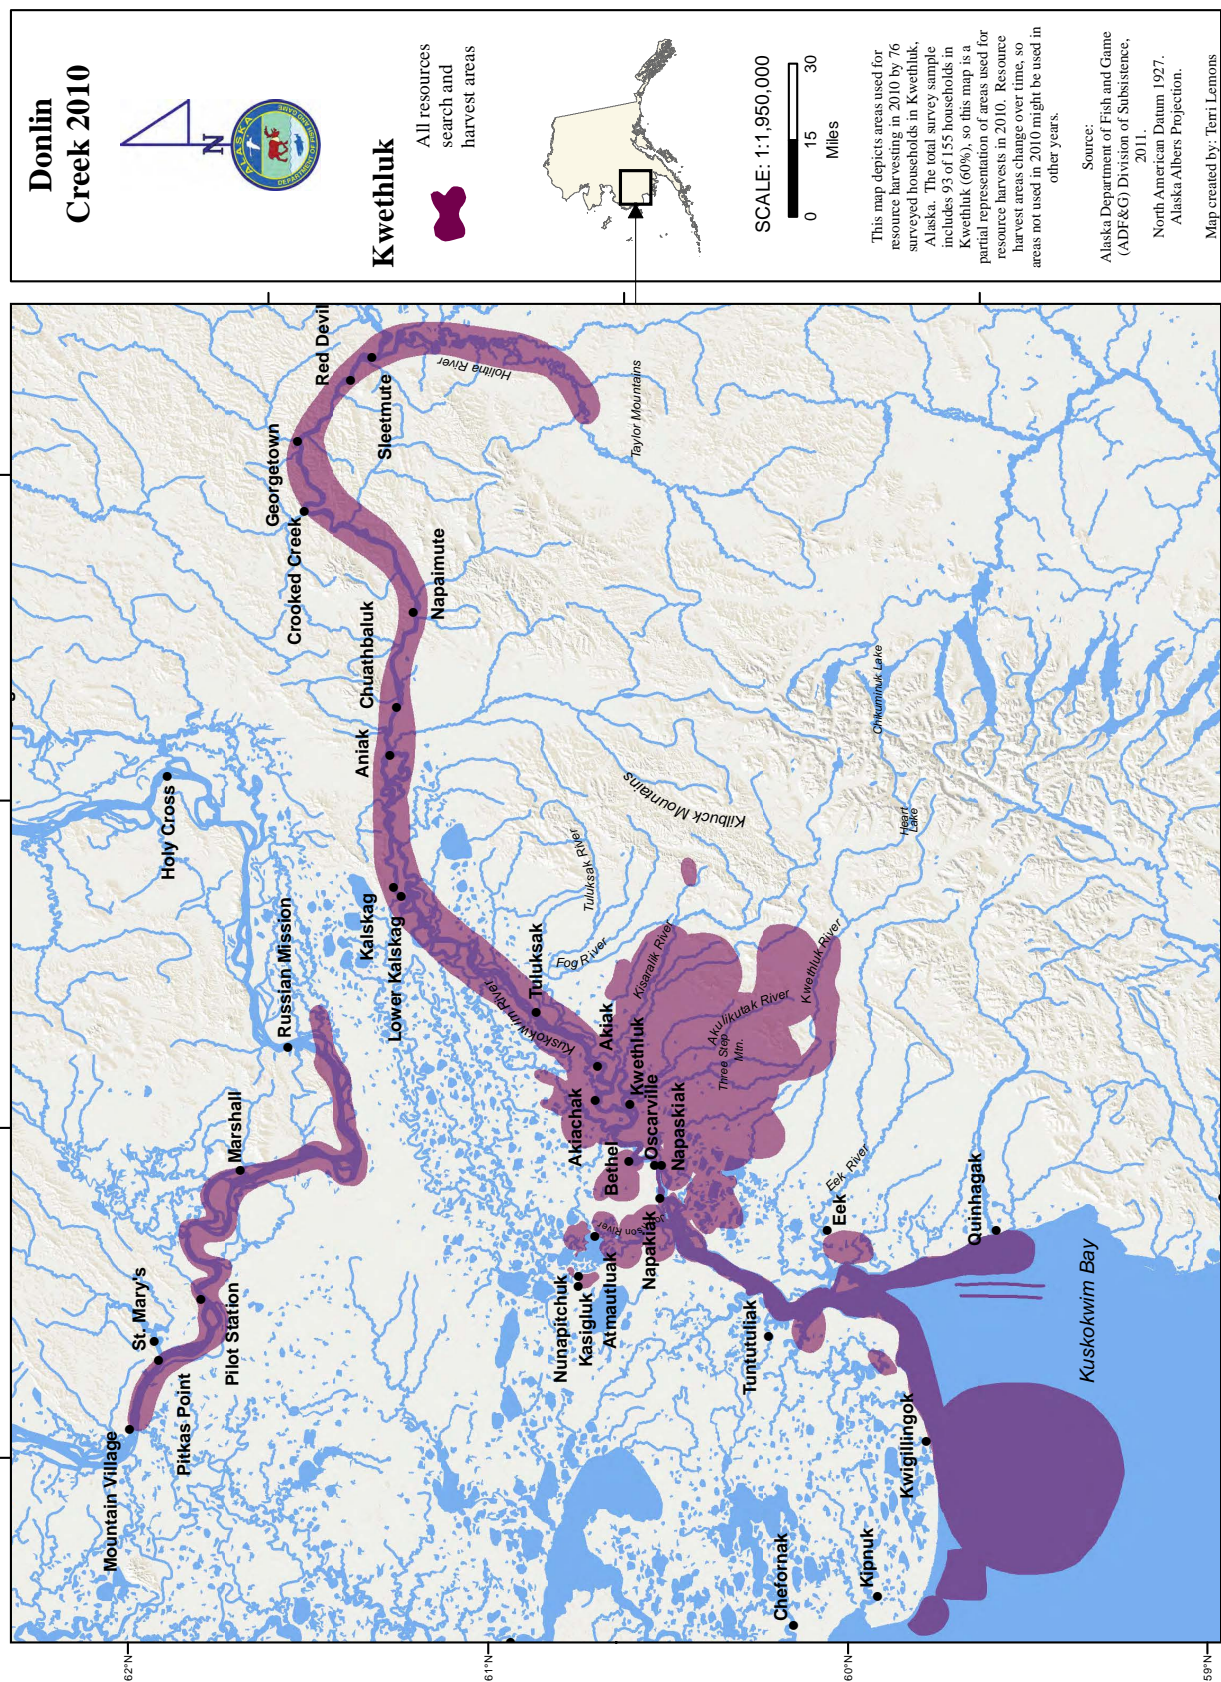 Donlin
Creek 2010
N
ALASKA
DEPARTMENT OF FISH AND GAME
Kwethluk
All resources
search and
harvest areas
SCALE: 1:1,950,000
0 15 30
Miles
This map depicts areas used for
resource harvesting in 2010 by 76
surveyed households in Kwethluk,
Alaska. The total survey sample
includes 93 of 155 households in
Kwethluk (60%), so this map is a
partial representation of areas used for
resource harvests in 2010. Resource
harvest areas change over time, so
areas not used in 2010 might be used in
other years.
Source:
Alaska Department of Fish and Game
(ADF&G) Division of Subsistence,
2011.
North American Datum 1927.
Alaska Albers Projection.
Map created by: Terri Lemons
Red Devil
Sleetmute
Holitna River
Taylor Mountains
Georgetown
Crooked Creek
Napaimute
Chuathbaluk
Aniak
Holy Cross
Kalskag
Lower Kalskag
Russian Mission
Kilbuck Mountains
Chikuminuk Lake
Heart
Lake
Tuluksak River
Fog River
Tuluksak
Kuskokwim River
Kisaralik River
Kwethluk River
Akulikutak River
Three Step
Mtn.
Akiak
Kwethluk
Akiachak
Oscarville
Napaskiak
Bethel
Marshall
Napakiak
Eek River
Eek
Quinhagak
St. Mary's
Pilot Station
Pitkas Point
Mountain Village
Nunapitchuk
Kasigluk
Atmautluak
Tuntutuliak
Kuskokwim Bay
Kwigillingok
Kipnuk
Chefornak
62°N
61°N
60°N
59°N